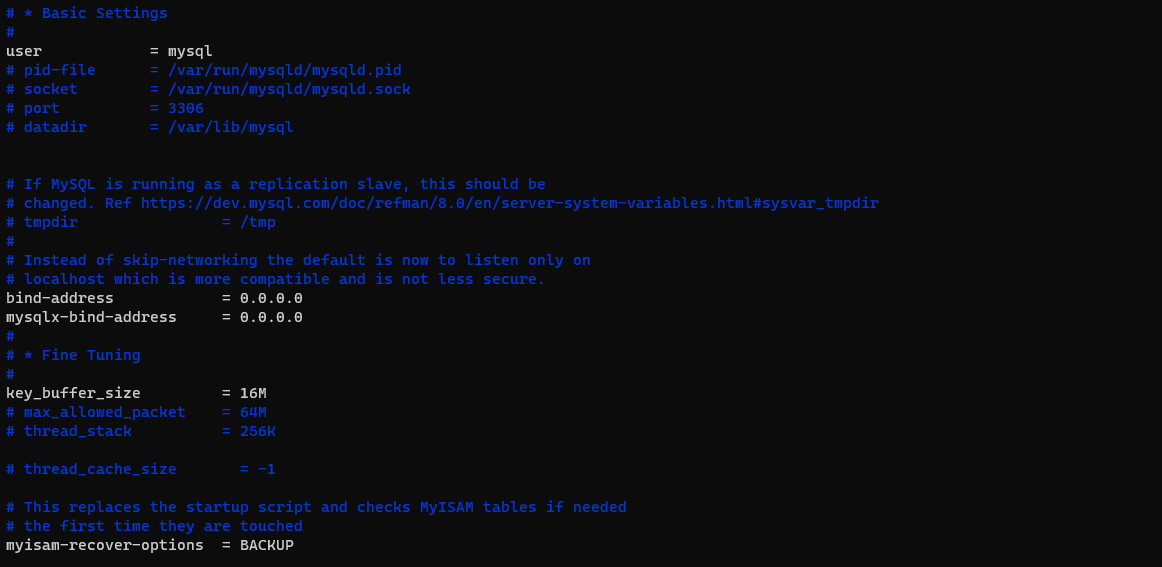 # * Basic Settings
#
user            = mysql
# pid-file      = /var/run/mysqld/mysqld.pid
# socket        = /var/run/mysqld/mysqld.sock
# port          = 3306
# datadir       = /var/lib/mysql


# If MySQL is running as a replication slave, this should be
# changed. Ref https://dev.mysql.com/doc/refman/8.0/en/server-system-variables.html#sysvar_tmpdir
# tmpdir                = /tmp
#
# Instead of skip-networking the default is now to listen only on
# localhost which is more compatible and is not less secure.
bind-address            = 0.0.0.0
mysqlx-bind-address     = 0.0.0.0
#
# * Fine Tuning
#
key_buffer_size         = 16M
# max_allowed_packet    = 64M
# thread_stack          = 256K

# thread_cache_size       = -1

# This replaces the startup script and checks MyISAM tables if needed
# the first time they are touched
myisam-recover-options  = BACKUP